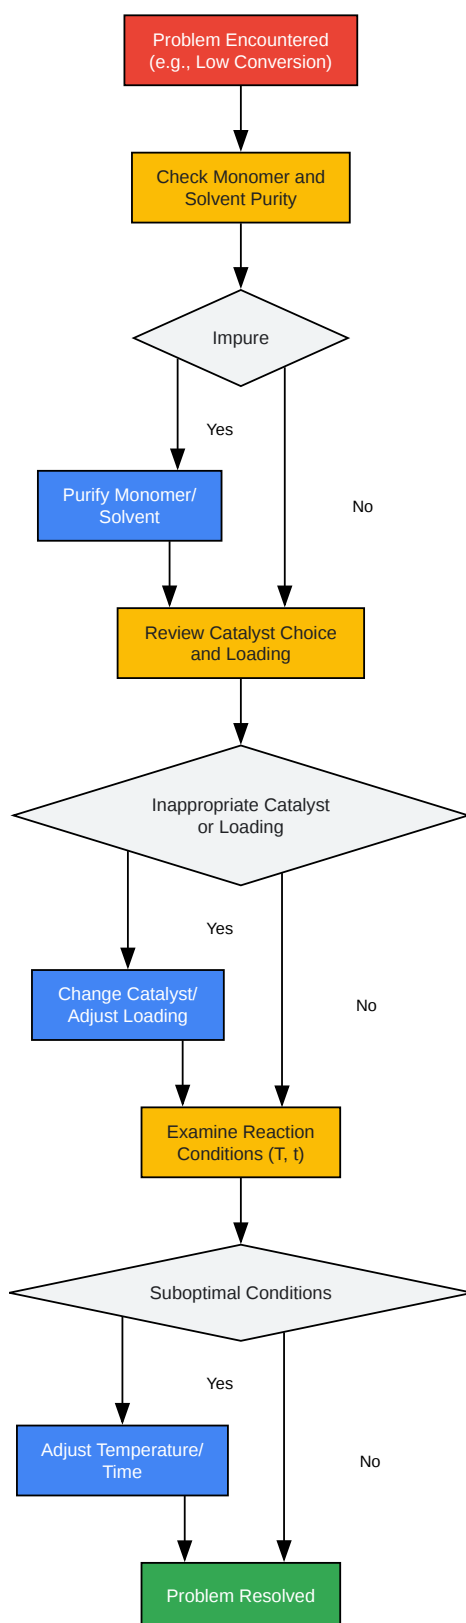 Problem Encountered
(e.g., Low Conversion)
Check Monomer and
Solvent Purity
Impure
Yes
Purify Monomer/
Solvent
No
Review Catalyst Choice
and Loading
Inappropriate Catalyst
or Loading
Yes
Change Catalyst/
Adjust Loading
No
Examine Reaction
Conditions (T, t)
Suboptimal Conditions
Yes
Adjust Temperature/
Time
No
Problem Resolved